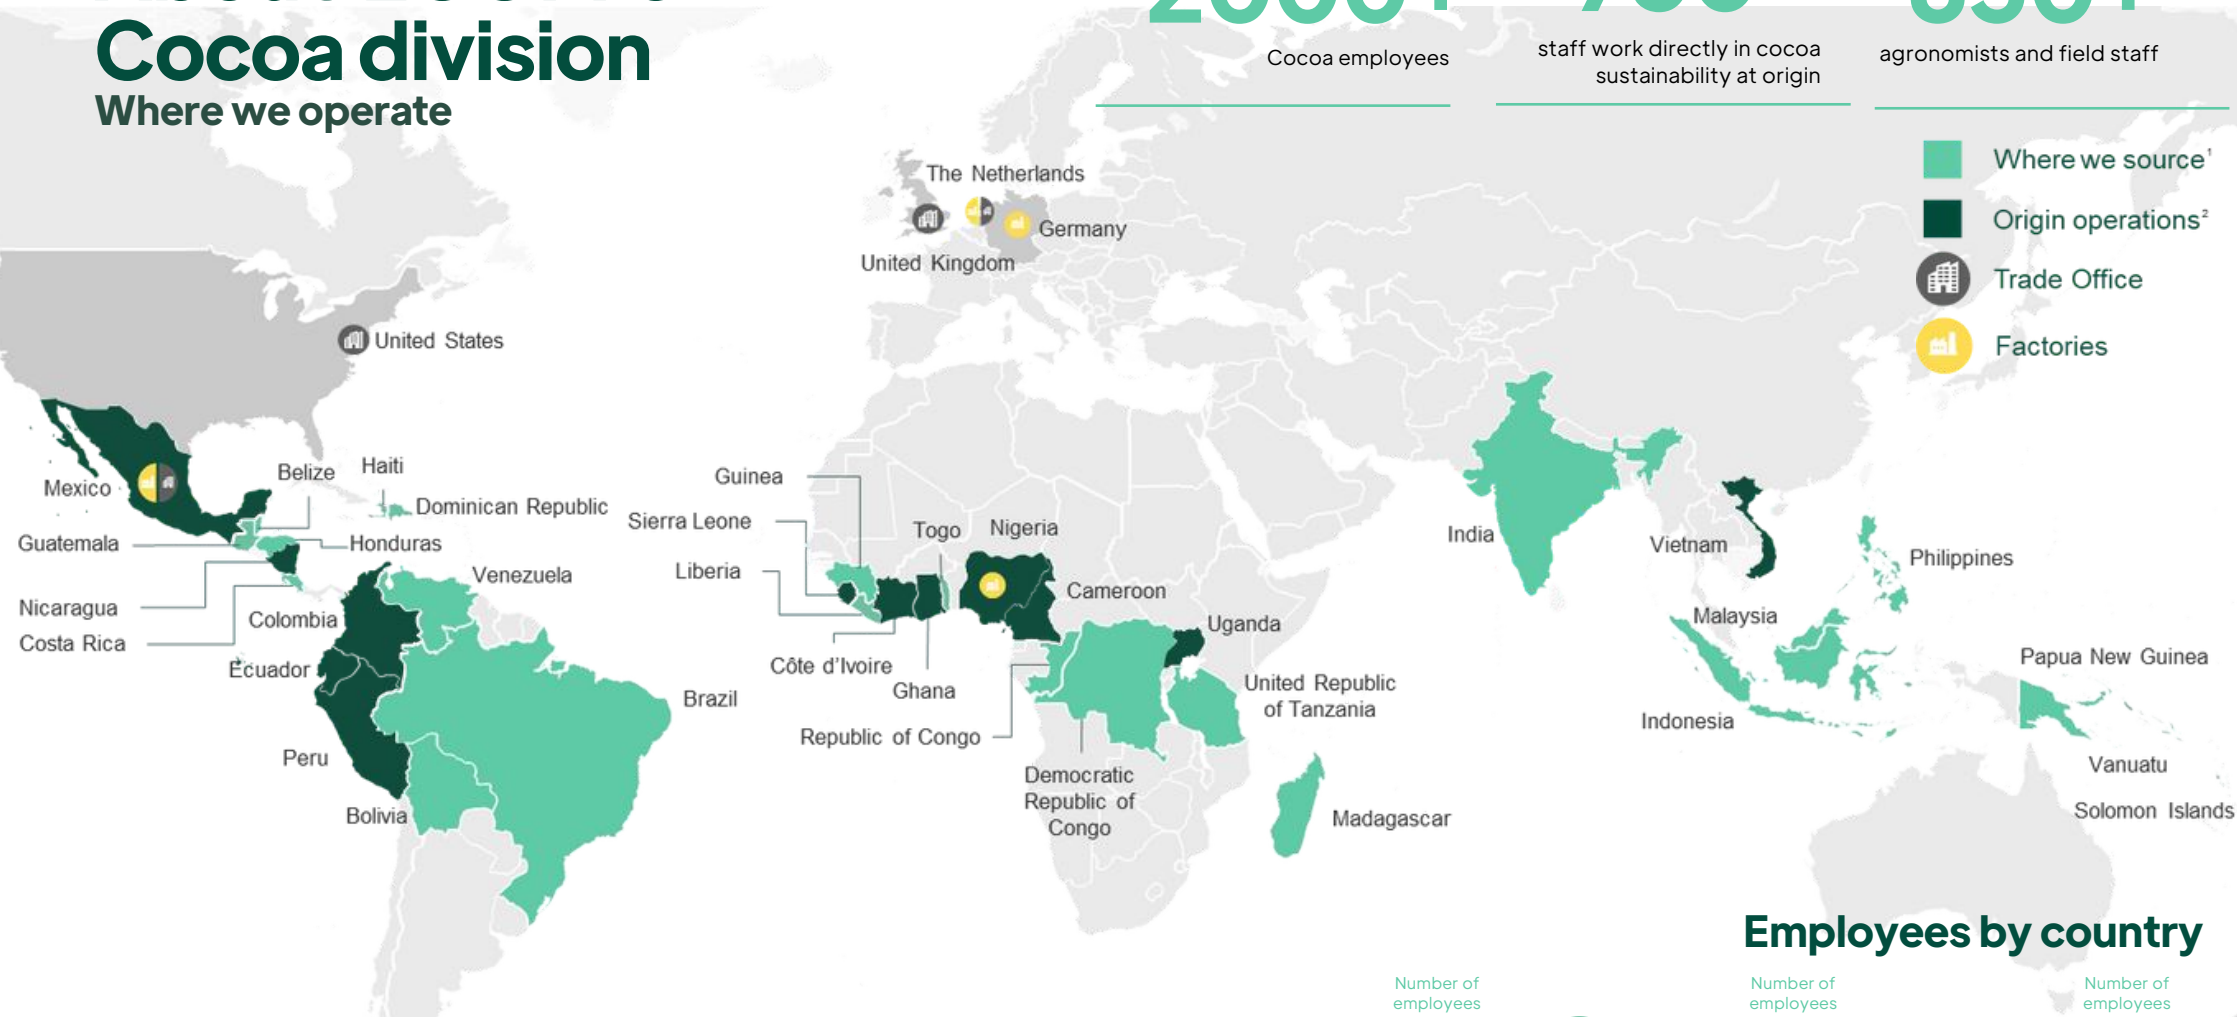 Cocoa division
Where we operate
Cocoa employees
staff work directly in cocoa
sustainability at origin
agronomists and field staff
Where we source¹
Origin operations²
Trade Office
Factories
The Netherlands
Germany
United Kingdom
United States
Mexico
Belize
Haiti
Dominican Republic
Guatemala
Honduras
Nicaragua
Costa Rica
Venezuela
Colombia
Ecuador
Brazil
Peru
Bolivia
Guinea
Sierra Leone
Liberia
Togo
Nigeria
Cameroon
Uganda
Côte d'Ivoire
Ghana
Republic of Congo
United Republic
of Tanzania
Democratic
Republic of
Congo
Madagascar
India
Vietnam
Philippines
Malaysia
Indonesia
Papua New Guinea
Vanuatu
Solomon Islands
Employees by country
Number of
employees
Number of
employees
Number of
employees